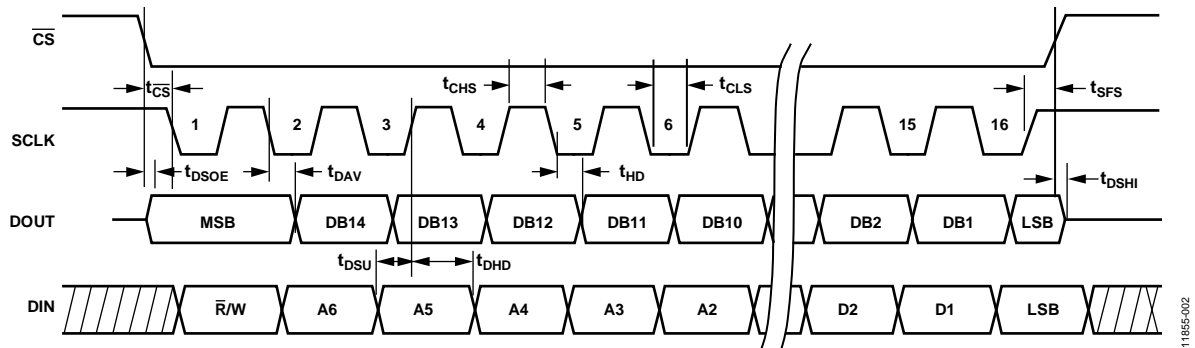 CS
tCS
tCHS
tCLS
tSFS
SCLK
1 2 3 4 5 6 15 16
tDSOE
tDAV
tHD
tDSHI
DOUT
MSB DB14 DB13 DB12 DB11 DB10 DB2 DB1 LSB
tDSU
tDHD
DIN
R/W A6 A5 A4 A3 A2 D2 D1 LSB
11855-002